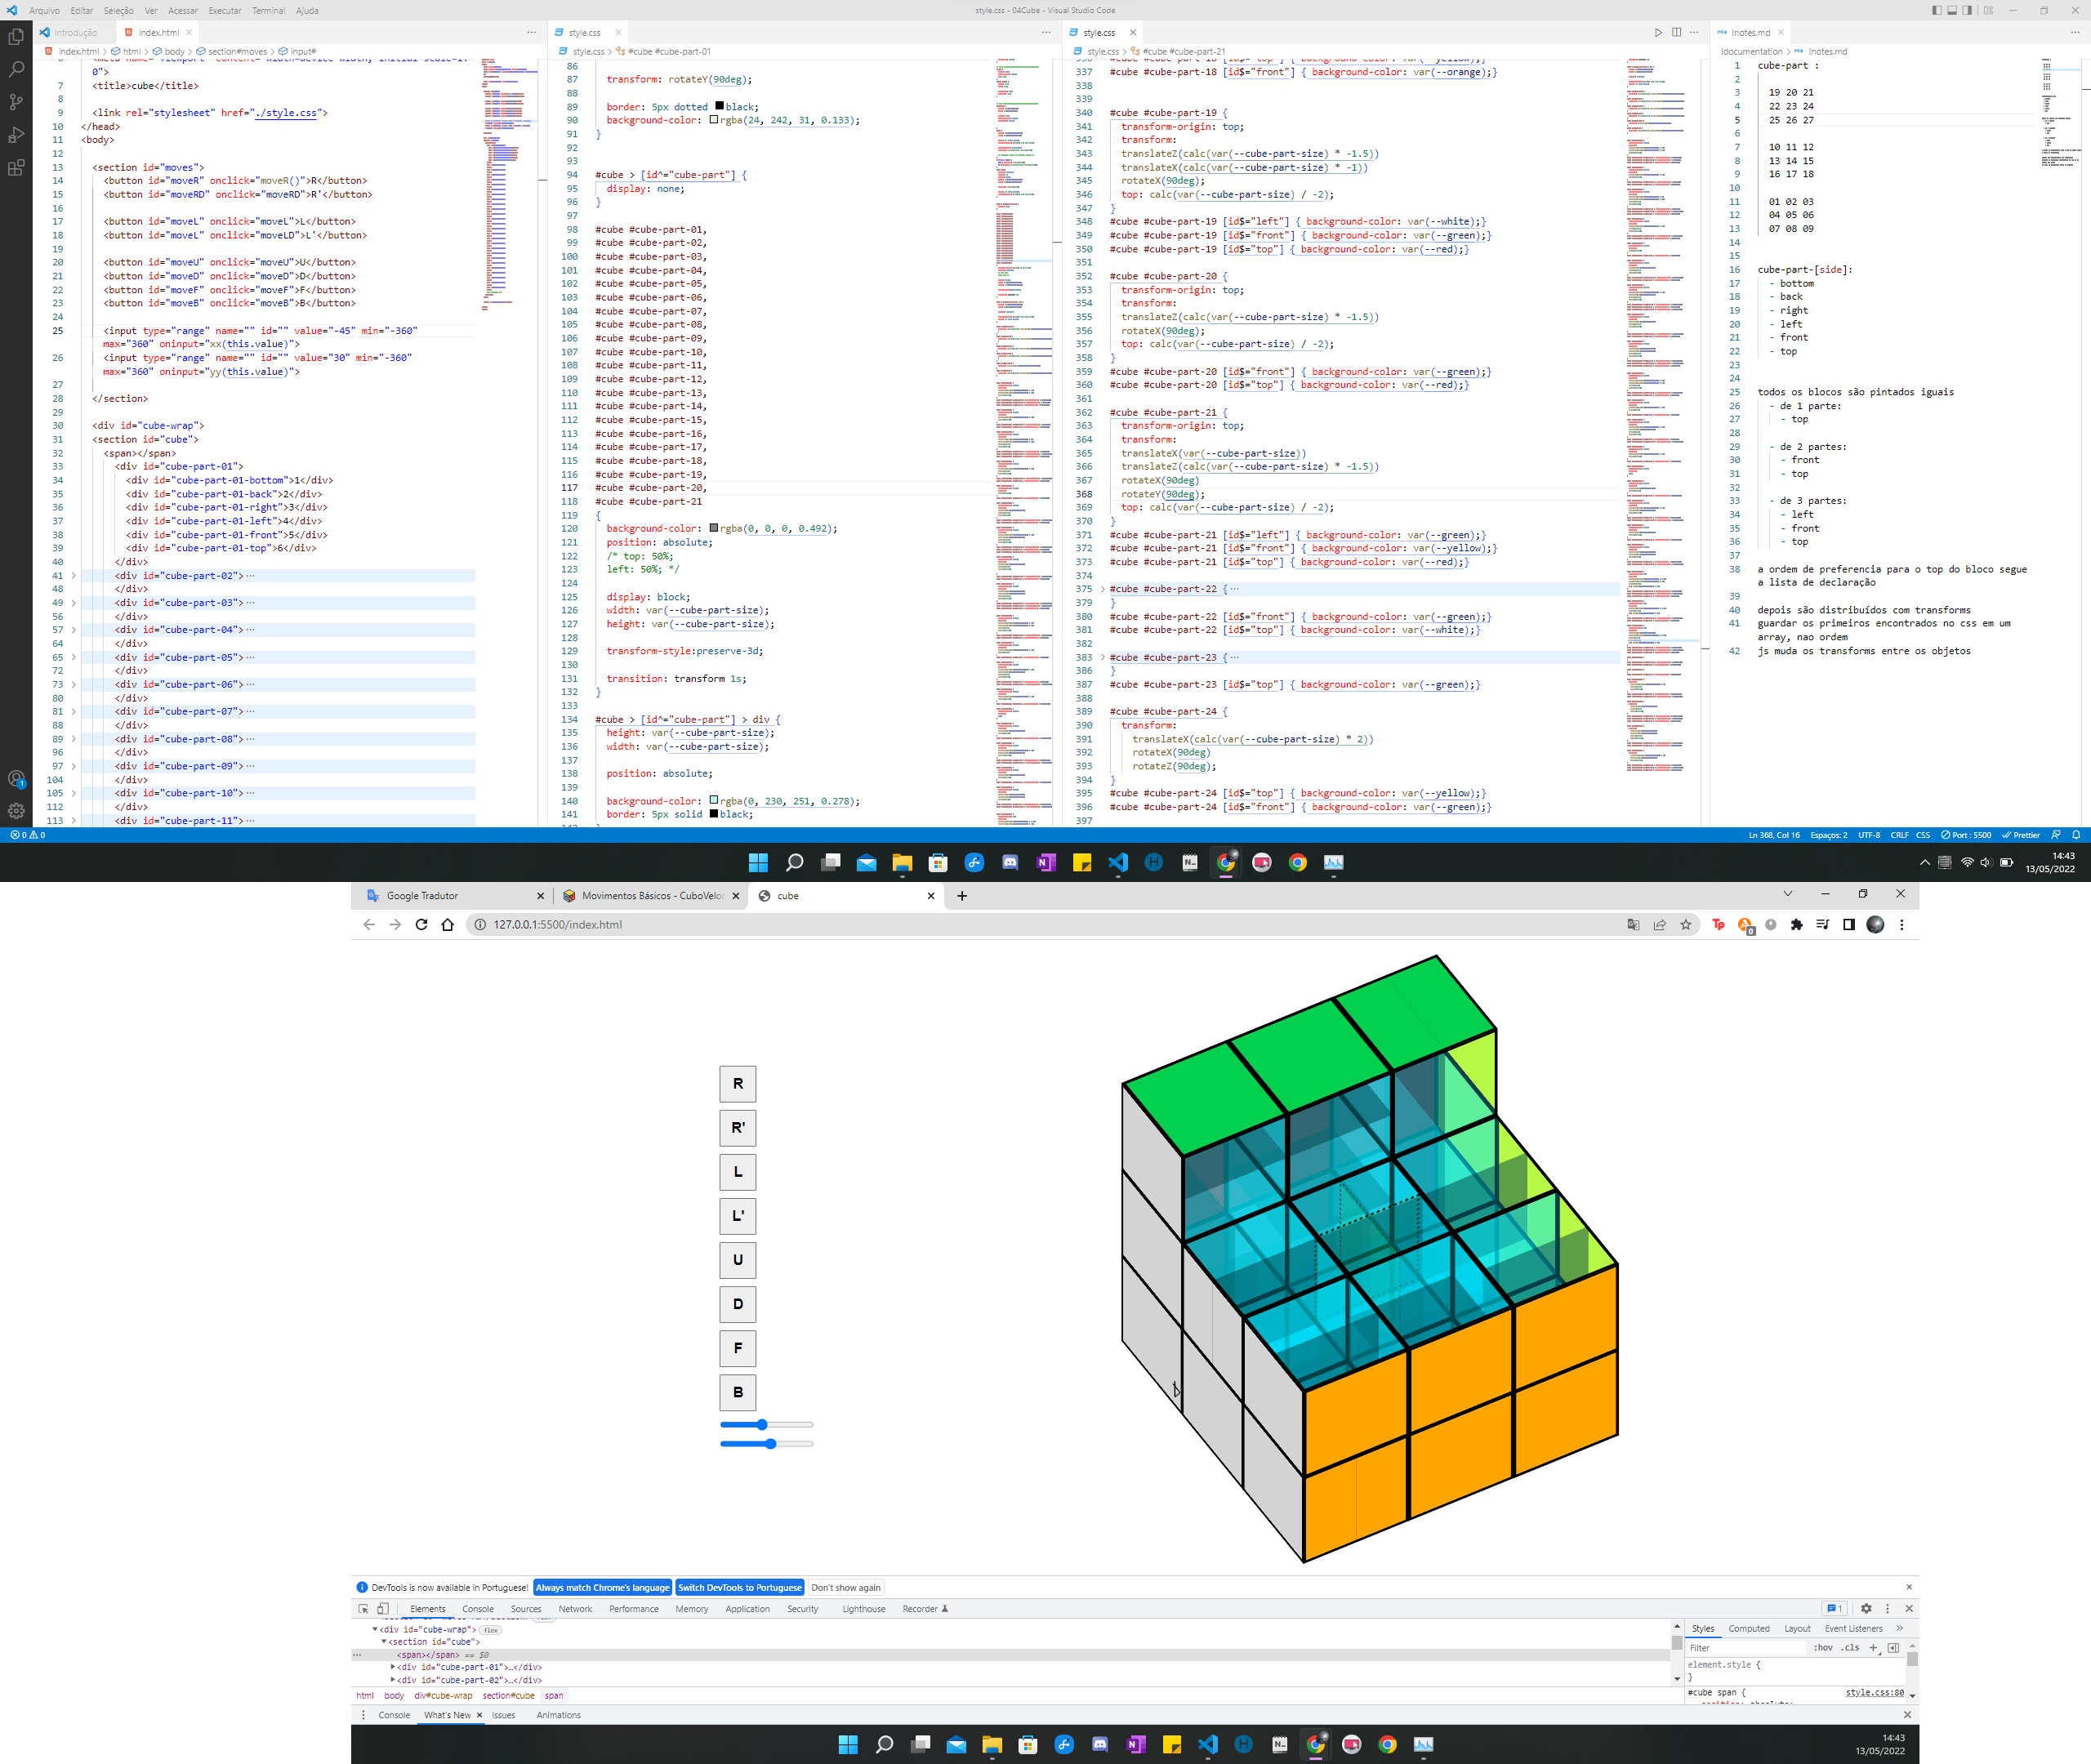 Arquivo Editar Seleção Ver Acessar Executar Terminal Ajuda
style.css - 04Cube - Visual Studio Code
Introdução
index.html
index.html > html > body > section#moves > input#
0">
7 <title>cube</title>
8
9 <link rel="stylesheet" href="./style.css">
10 </head>
11 <body>
12
13 <section id="moves">
14 <button id="moveR" onclick="moveR()">R</button>
15 <button id="moveRD" onclick="moveRD">R'</button>
16
17 <button id="moveL" onclick="moveL">L</button>
18 <button id="moveL" onclick="moveLD">L'</button>
19
20 <button id="moveU" onclick="moveU">U</button>
21 <button id="moveD" onclick="moveD">D</button>
22 <button id="moveF" onclick="moveF">F</button>
23 <button id="moveB" onclick="moveB">B</button>
24
25 <input type="range" name="" id="" value="-45" min="-360"
max="360" oninput="xx(this.value)">
26 <input type="range" name="" id="" value="30" min="-360"
max="360" oninput="yy(this.value)">
27
28 </section>
29
30 <div id="cube-wrap">
31 <section id="cube">
32 <span></span>
33 <div id="cube-part-01">
34 <div id="cube-part-01-bottom">1</div>
35 <div id="cube-part-01-back">2</div>
36 <div id="cube-part-01-right">3</div>
37 <div id="cube-part-01-left">4</div>
38 <div id="cube-part-01-front">5</div>
39 <div id="cube-part-01-top">6</div>
40 </div>
41 <div id="cube-part-02">…
48 </div>
49 <div id="cube-part-03">…
56 </div>
57 <div id="cube-part-04">…
64 </div>
65 <div id="cube-part-05">…
72 </div>
73 <div id="cube-part-06">…
80 </div>
81 <div id="cube-part-07">…
88 </div>
89 <div id="cube-part-08">…
96 </div>
97 <div id="cube-part-09">…
104 </div>
105 <div id="cube-part-10">…
112 </div>
113 <div id="cube-part-11">…
style.css
style.css > #cube #cube-part-01
86
87 transform: rotateY(90deg);
88
89 border: 5px dotted black;
90 background-color: rgba(24, 242, 31, 0.133);
91 }
92
93
94 #cube > [id^="cube-part"] {
95 display: none;
96 }
97
98 #cube #cube-part-01,
99 #cube #cube-part-02,
100 #cube #cube-part-03,
101 #cube #cube-part-04,
102 #cube #cube-part-05,
103 #cube #cube-part-06,
104 #cube #cube-part-07,
105 #cube #cube-part-08,
106 #cube #cube-part-09,
107 #cube #cube-part-10,
108 #cube #cube-part-11,
109 #cube #cube-part-12,
110 #cube #cube-part-13,
111 #cube #cube-part-14,
112 #cube #cube-part-15,
113 #cube #cube-part-16,
114 #cube #cube-part-17,
115 #cube #cube-part-18,
116 #cube #cube-part-19,
117 #cube #cube-part-20,
118 #cube #cube-part-21
119 {
120 background-color: rgba(0, 0, 0, 0.492);
121 position: absolute;
122 /* top: 50%;
123 left: 50%; */
124
125 display: block;
126 width: var(--cube-part-size);
127 height: var(--cube-part-size);
128
129 transform-style:preserve-3d;
130
131 transition: transform 1s;
132 }
133
134 #cube > [id^="cube-part"] > div {
135 height: var(--cube-part-size);
136 width: var(--cube-part-size);
137
138 position: absolute;
139
140 background-color: rgba(0, 230, 251, 0.278);
141 border: 5px solid black;
style.css
style.css > #cube #cube-part-21
337 #cube #cube-part-18 [id$="front"] { background-color: var(--orange);}
338
339
340 #cube #cube-part-19 {
341 transform-origin: top;
342 transform:
343 translateZ(calc(var(--cube-part-size) * -1.5))
344 translateX(calc(var(--cube-part-size) * -1))
345 rotateX(90deg);
346 top: calc(var(--cube-part-size) / -2);
347 }
348 #cube #cube-part-19 [id$="left"] { background-color: var(--white);}
349 #cube #cube-part-19 [id$="front"] { background-color: var(--green);}
350 #cube #cube-part-19 [id$="top"] { background-color: var(--red);}
351
352 #cube #cube-part-20 {
353 transform-origin: top;
354 transform:
355 translateZ(calc(var(--cube-part-size) * -1.5))
356 rotateX(90deg);
357 top: calc(var(--cube-part-size) / -2);
358 }
359 #cube #cube-part-20 [id$="front"] { background-color: var(--green);}
360 #cube #cube-part-20 [id$="top"] { background-color: var(--red);}
361
362 #cube #cube-part-21 {
363 transform-origin: top;
364 transform:
365 translateX(var(--cube-part-size))
366 translateZ(calc(var(--cube-part-size) * -1.5))
367 rotateX(90deg)
368 rotateY(90deg);
369 top: calc(var(--cube-part-size) / -2);
370 }
371 #cube #cube-part-21 [id$="left"] { background-color: var(--green);}
372 #cube #cube-part-21 [id$="front"] { background-color: var(--yellow);}
373 #cube #cube-part-21 [id$="top"] { background-color: var(--red);}
374
375 #cube #cube-part-22 {…
379 }
380 #cube #cube-part-22 [id$="front"] { background-color: var(--green);}
381 #cube #cube-part-22 [id$="top"] { background-color: var(--white);}
382
383 #cube #cube-part-23 {…
386 }
387 #cube #cube-part-23 [id$="top"] { background-color: var(--green);}
388
389 #cube #cube-part-24 {
390 transform:
391 translateX(calc(var(--cube-part-size) * 2))
392 rotateX(90deg)
393 rotateZ(90deg);
394 }
395 #cube #cube-part-24 [id$="top"] { background-color: var(--yellow);}
396 #cube #cube-part-24 [id$="front"] { background-color: var(--green);}
397
!notes.md
!documentation > !notes.md
1 cube-part :
2
3 19 20 21
4 22 23 24
5 25 26 27
6
7 10 11 12
8 13 14 15
9 16 17 18
10
11 01 02 03
12 04 05 06
13 07 08 09
14
15
16 cube-part-[side]:
17 - bottom
18 - back
19 - right
20 - left
21 - front
22 - top
23
24
25 todos os blocos são pintados iguais
26 - de 1 parte:
27 - top
28
29 - de 2 partes:
30 - front
31 - top
32
33 - de 3 partes:
34 - left
35 - front
36 - top
37
38 a ordem de preferencia para o top do bloco segue
a lista de declaração
39
40 depois são distribuídos com transforms
41 guardar os primeiros encontrados no css em um
array, nao ordem
42 js muda os transforms entre os objetos
0 0
Ln 368, Col 16 Espaços: 2 UTF-8 CRLF CSS Port : 5500 Prettier
14:43
13/05/2022
Google Tradutor
Movimentos Básicos - CuboVeloc
cube
127.0.0.1:5500/index.html
R
R'
L
L'
U
D
F
B
DevTools is now available in Portuguese! Always match Chrome's language Switch DevTools to Portuguese Don't show again
Elements Console Sources Network Performance Memory Application Security Lighthouse Recorder
1
<div id="cube-wrap"> flex
<section id="cube">
<span></span> == $0
<div id="cube-part-01">…</div>
<div id="cube-part-02">…</div>
html body div#cube-wrap section#cube span
Styles Computed Layout Event Listeners
Filter :hov .cls
element.style {
}
#cube span { style.css:80
Console What's New Issues Animations
14:43
13/05/2022